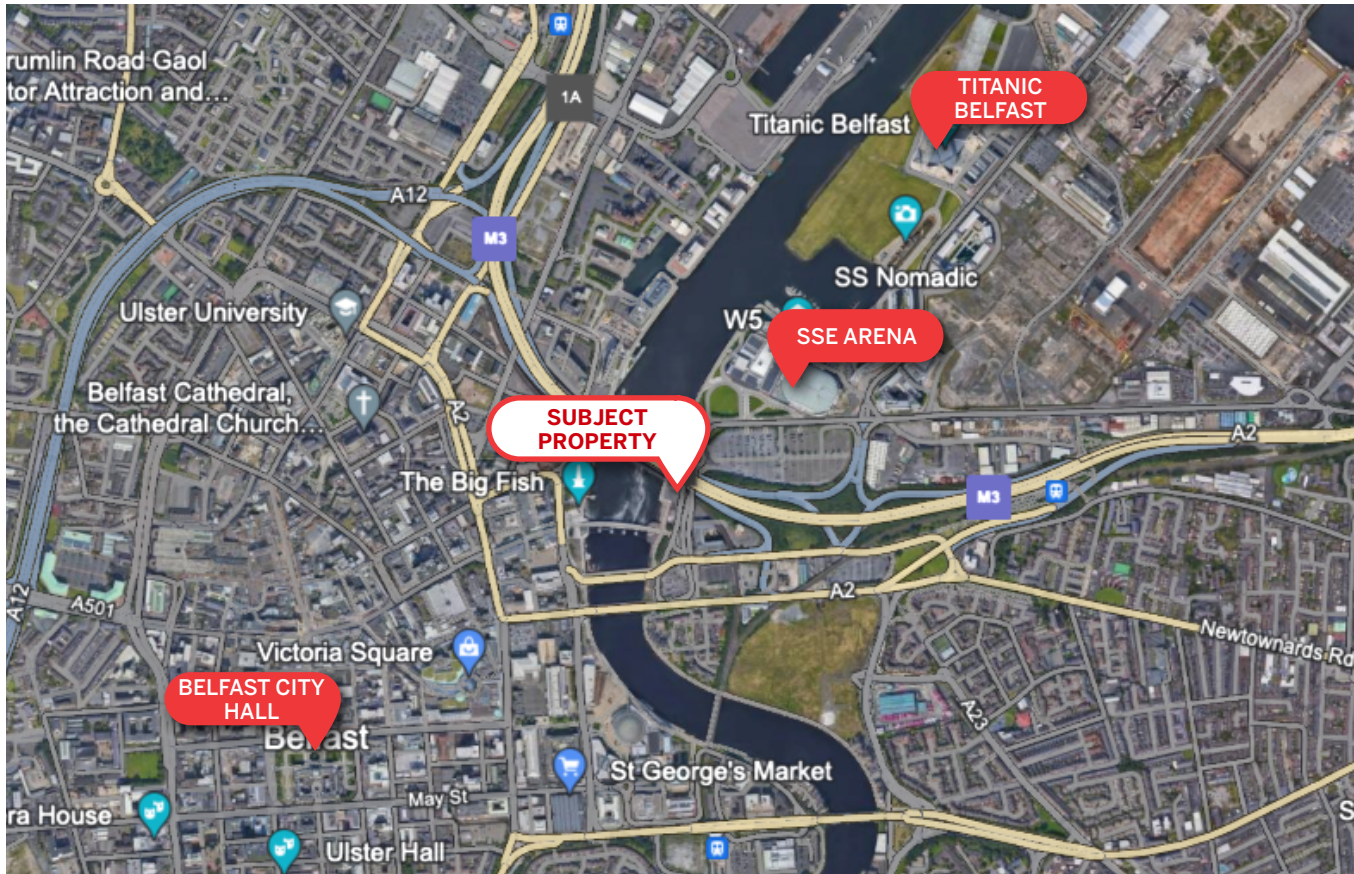 rumlin Road Gaol
tor Attraction and...
1A
TITANIC
BELFAST
Titanic Belfast
A12
M3
SS Nomadic
Ulster University
W5
SSE ARENA
Belfast Cathedral,
the Cathedral Church...
A2
SUBJECT
PROPERTY
A2
The Big Fish
M3
A12
A501
A2
Newtownards Rd
Victoria Square
BELFAST CITY
HALL
A23
Belfast
St George's Market
May St
ra House
S
Ulster Hall